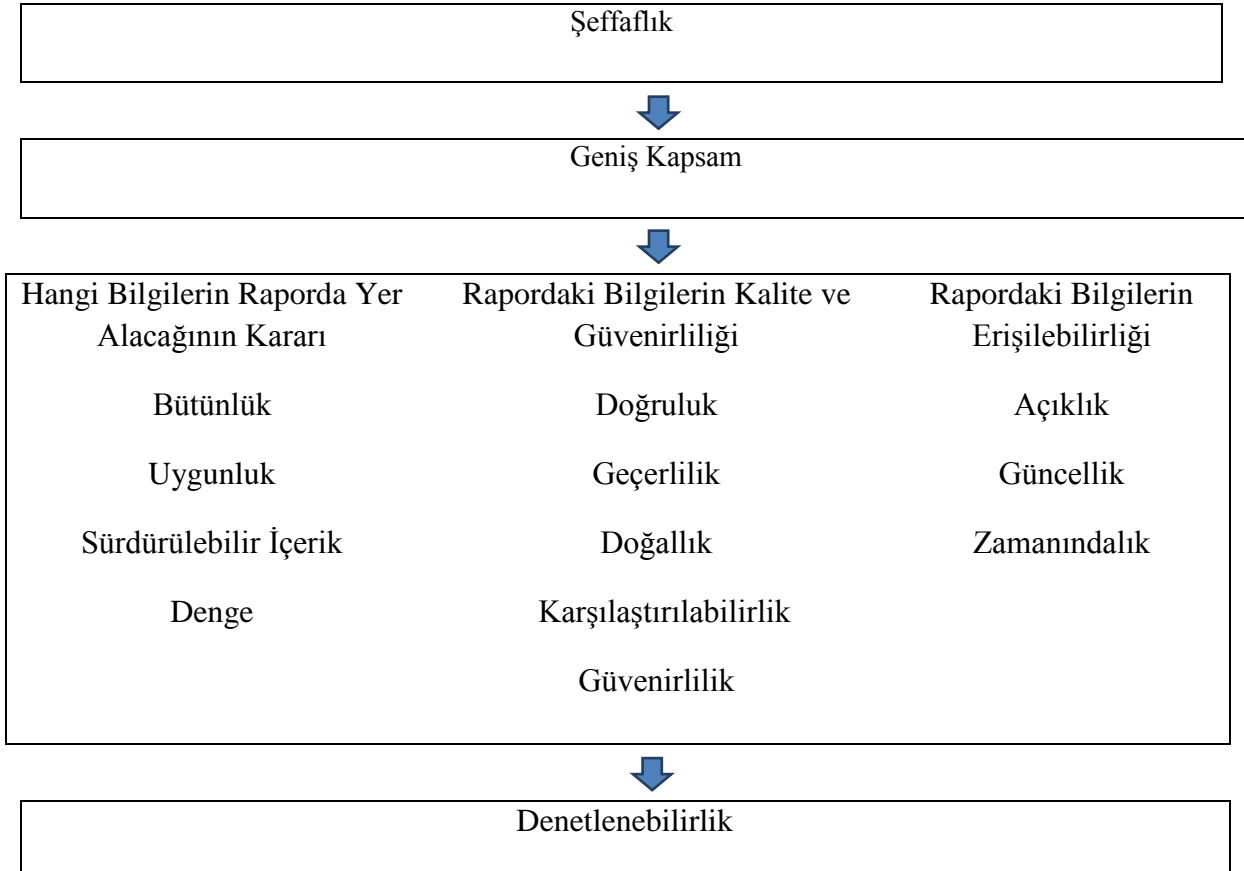 Şeffaflık
Geniş Kapsam
Hangi Bilgilerin Raporda Yer
Alacağının Kararı
Bütünlük
Uygunluk
Sürdürülebilir İçerik
Denge
Rapordaki Bilgilerin Kalite ve
Güvenirliliği
Doğruluk
Geçerlilik
Doğallık
Karşılaştırılabilirlik
Güvenirlilik
Rapordaki Bilgilerin
Erişilebilirliği
Açıklık
Güncellik
Zamanındalık
Denetlenebilirlik